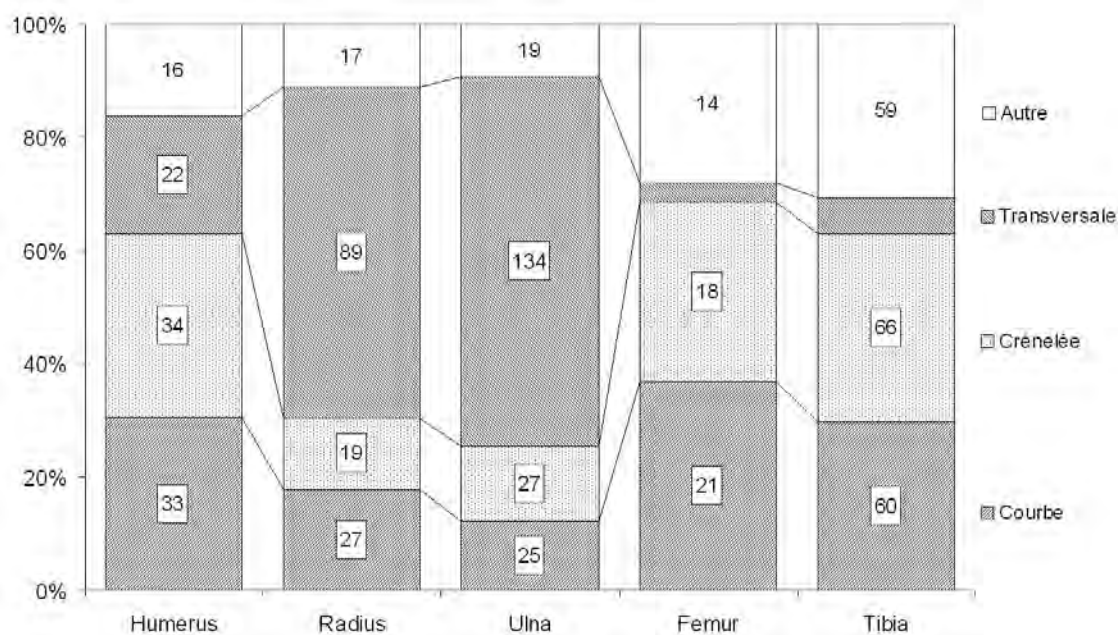 100%
80%
60%
40%
20%
0%
16 17 19 14 59
22 89 134
34 19 27 18 66
33 27 25 21 60
Humerus Radius Ulna Femur Tibia
Autre
Transversale
Crénelée
Courbe